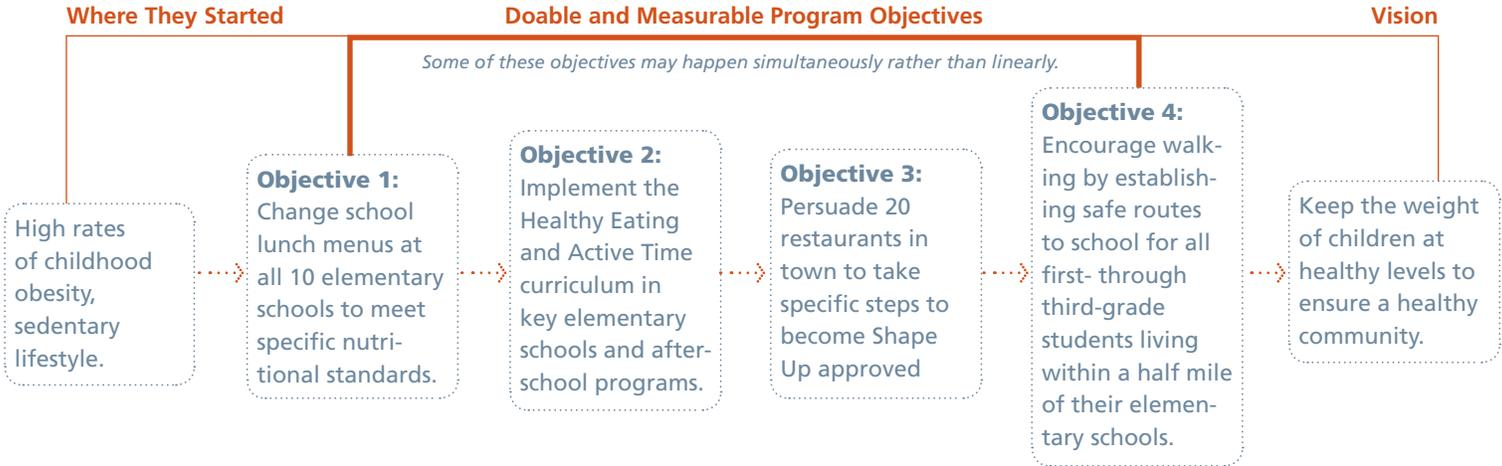 Where They Started
Doable and Measurable Program Objectives
Vision
Some of these objectives may happen simultaneously rather than linearly.
High rates
of childhood
obesity,
sedentary
lifestyle.
Objective 1:
Change school
lunch menus at
all 10 elementary
schools to meet
specific nutri-
tional standards.
Objective 2:
Implement the
Healthy Eating
and Active Time
curriculum in
key elementary
schools and after-
school programs.
Objective 3:
Persuade 20
restaurants in
town to take
specific steps to
become Shape
Up approved
Objective 4:
Encourage walk-
ing by establish-
ing safe routes
to school for all
first- through
third-grade
students living
within a half mile
of their elemen-
tary schools.
Keep the weight
of children at
healthy levels to
ensure a healthy
community.